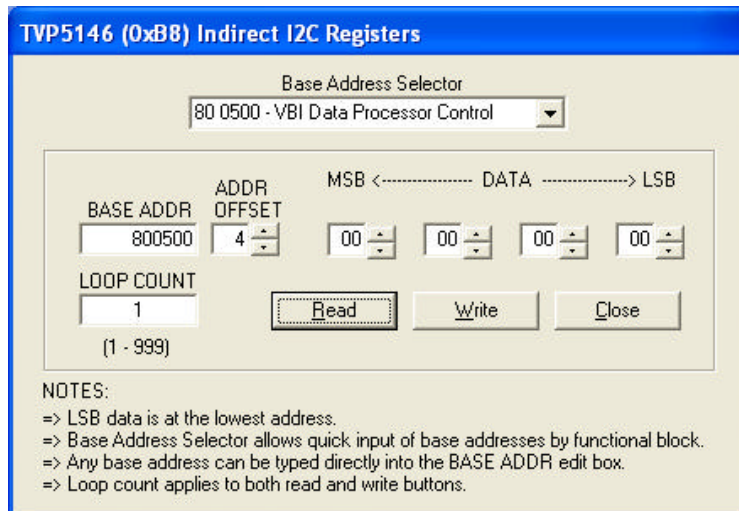 TVP5146 (0xB8) Indirect I2C Registers
Base Address Selector
80 0500 - VBI Data Processor Control
MSB <----------------- DATA ----------------> LSB
ADDR
BASE ADDR OFFSET
800500 4 00 00 00 00
LOOP COUNT
1 Read Write Close
(1 - 999)
NOTES:
=> LSB data is at the lowest address.
=> Base Address Selector allows quick input of base addresses by functional block.
=> Any base address can be typed directly into the BASE ADDR edit box.
=> Loop count applies to both read and write buttons.